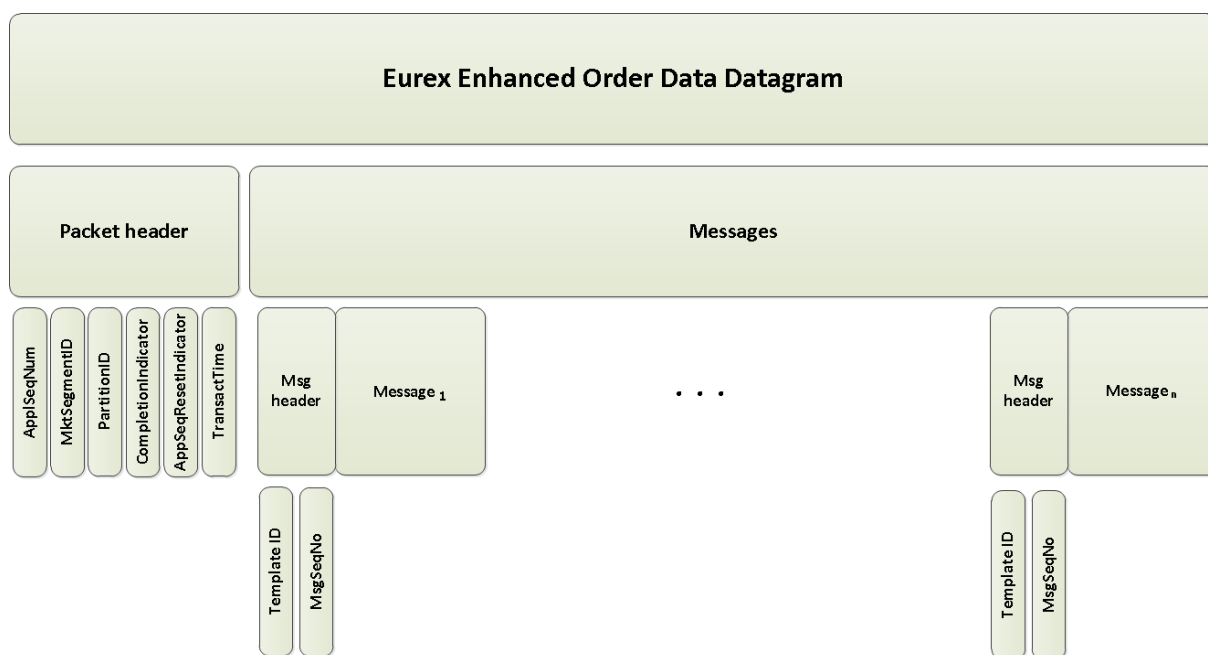 Eurex Enhanced Order Data Datagram
Packet header
Messages
ApplSeqNum
MktSegmentID
PartitionID
CompletionIndicator
AppSeqResetIndicator
TransactTime
Msg
header
Message 1
. . .
Msg
header
Message n
Template ID
MsgSeqNo
Template ID
MsgSeqNo